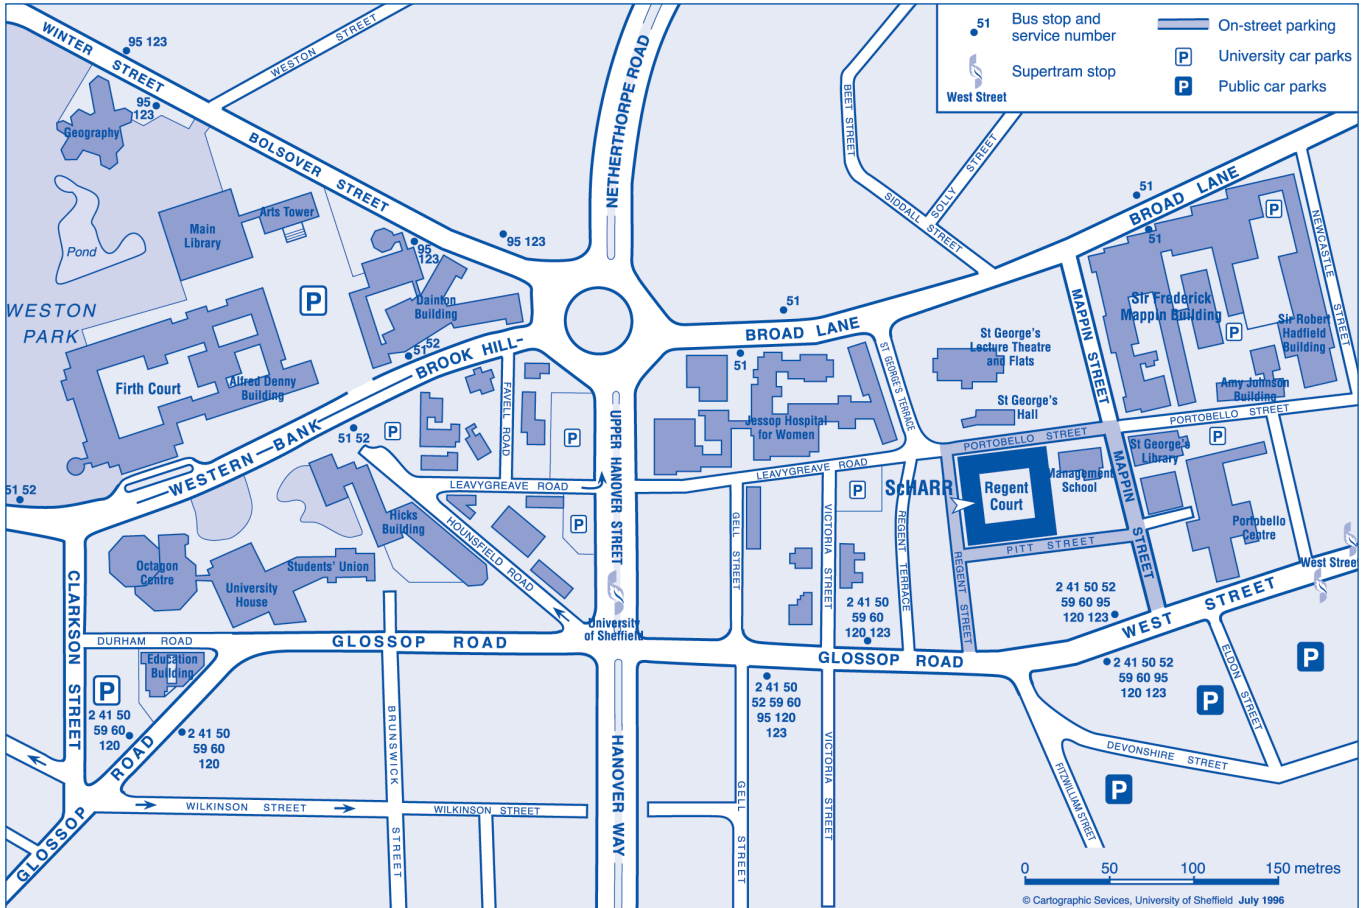 WINTER STREET
95 123
WESTON STREET
95
123
Geography
BOLSOVER STREET
NETHERTHORPE ROAD
BEET STREET
SIDDALL STREET
SOLLY STREET
51
Bus stop and
service number
Supertram stop
West Street
On-street parking
P
University car parks
P
Public car parks
Pond
WESTON
PARK
Main
Library
Arts Tower
P
95
123
95 123
Dainton
Building
51 52
BROOK HILL
Firth Court
Alfred Denny
Building
WESTERN BANK
51 52
51 52
P
FAVELL ROAD
P
LEAVYGREAVE ROAD
UPPER HANOVER STREET
51
BROAD LANE
51
ST GEORGE'S TERRACE
Jessop Hospital
for Women
LEAVYGREAVE ROAD
St George's
Lecture Theatre
and Flats
St George's
Hall
51
BROAD LANE
51
MAPPIN STREET
P
NEWCASTLE STREET
Sir Frederick
Mappin Building
P
Sir Robert
Hadfield
Building
Amy Johnson
Building
PORTOBELLO STREET
PORTOBELLO STREET
St George's
Library
P
MAPPIN STREET
Management
School
ScHARR
Regent
Court
PITT STREET
Portobello
Centre
West Street
Hicks
Building
HOUNSFIELD ROAD
P
GELL STREET
VICTORIA STREET
P
REGENT TERRACE
REGENT STREET
Octagon
Centre
University
House
Students' Union
University
of Sheffield
2 41 50
59 60
120 123
2 41 50 52
59 60 95
120 123
WEST STREET
CLARKSON STREET
DURHAM ROAD
GLOSSOP ROAD
GLOSSOP ROAD
Education
Building
P
2 41 50
59 60
120
2 41 50
59 60
120
2 41 50
52 59 60
95 120
123
2 41 50 52
59 60 95
120 123
ELDON STREET
P
P
P
DEVONSHIRE STREET
FITZWILLIAM STREET
BRUNSWICK STREET
HANOVER WAY
GELL STREET
VICTORIA STREET
WILKINSON STREET
WILKINSON STREET
GLOSSOP ROAD
0 50 100 150 metres
© Cartographic Sevices, University of Sheffield July 1996